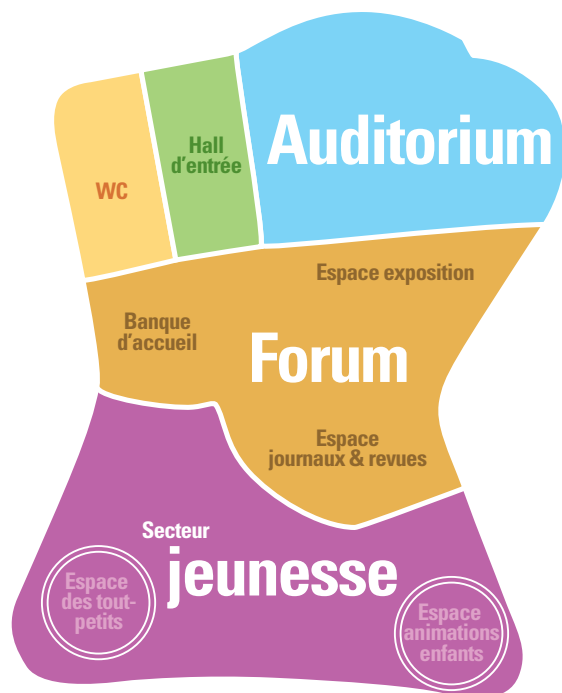 Auditorium
Hall
d'entrée
WC
Espace exposition
Banque
d'accueil
Forum
Espace
journaux & revues
Secteur
jeunesse
Espace
des tout-
petits
Espace
animations
enfants